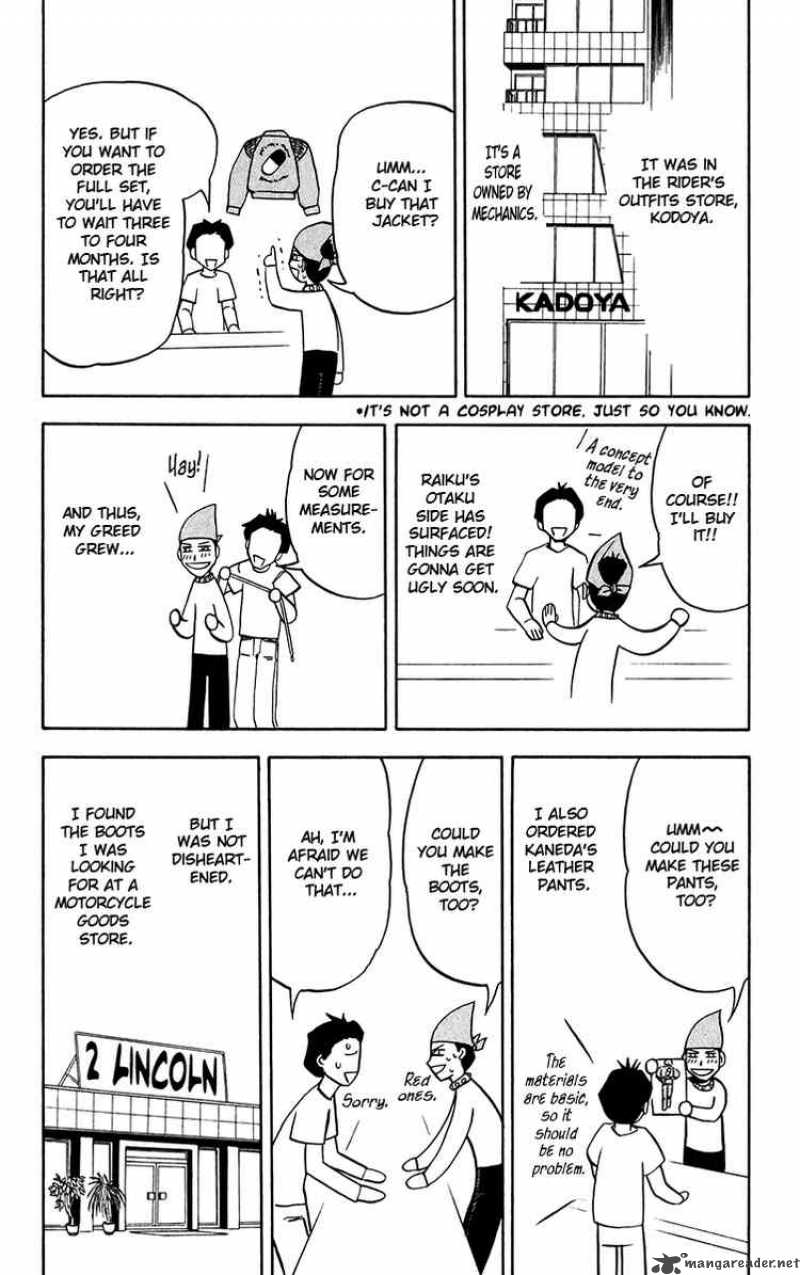 IT WAS IN
THE RIDER'S
OUTFITS STORE,
KODOYA.
IT'S A
STORE
OWNED BY
MECHANICS.
KADOYA
UMM...
C-CAN I
BUY THAT
JACKET?
YES. BUT IF
YOU WANT TO
ORDER THE
FULL SET,
YOU'LL HAVE
TO WAIT THREE
TO FOUR
MONTHS. IS
THAT ALL
RIGHT?
*IT'S NOT A COSPLAY STORE, JUST SO YOU KNOW.
OF
COURSE!!
I'LL BUY
IT!!
A concept
model to
the very
end.
RAIKU'S
OTAKU
SIDE HAS
SURFACED!
THINGS ARE
GONNA GET
UGLY SOON.
NOW FOR
SOME
MEASURE-
MENTS.
Yay!
AND THUS,
MY GREED
GREW...
UMM~~
COULD YOU
MAKE THESE
PANTS,
TOO?
I ALSO
ORDERED
KANEDA'S
LEATHER
PANTS.
The
materials
are basic,
so it
should
be no
problem.
COULD
YOU MAKE
THE
BOOTS,
TOO?
Red
ones.
AH, I'M
AFRAID WE
CAN'T DO
THAT...
Sorry.
BUT I
WAS NOT
DISHEART-
ENED.
I FOUND
THE BOOTS
I WAS
LOOKING
FOR AT A
MOTORCYCLE
GOODS
STORE.
2 LINCOLN
mangareader.net